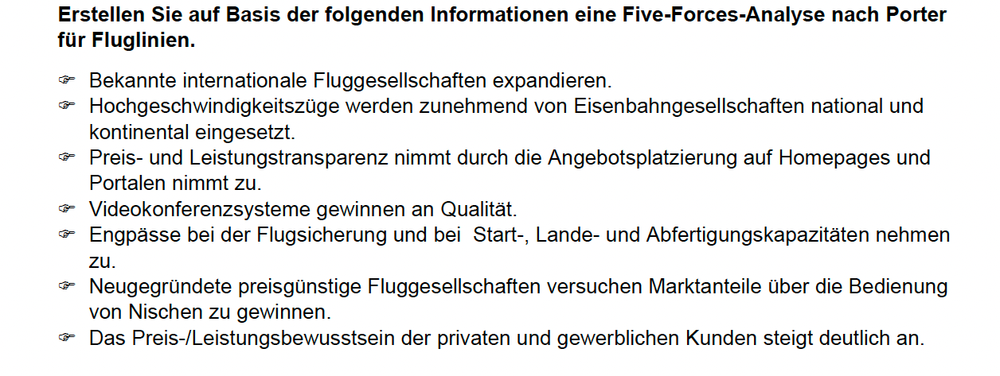 Erstellen Sie auf Basis der folgenden Informationen eine Five-Forces-Analyse nach Porter
für Fluglinien.
☞ Bekannte internationale Fluggesellschaften expandieren.
☞ Hochgeschwindigkeitszüge werden zunehmend von Eisenbahngesellschaften national und
kontinental eingesetzt.
☞ Preis- und Leistungstransparenz nimmt durch die Angebotsplatzierung auf Homepages und
Portalen nimmt zu.
☞ Videokonferenzsysteme gewinnen an Qualität.
☞ Engpässe bei der Flugsicherung und bei  Start-, Lande- und Abfertigungskapazitäten nehmen
zu.
☞ Neugegründete preisgünstige Fluggesellschaften versuchen Marktanteile über die Bedienung
von Nischen zu gewinnen.
☞ Das Preis-/Leistungsbewusstsein der privaten und gewerblichen Kunden steigt deutlich an.